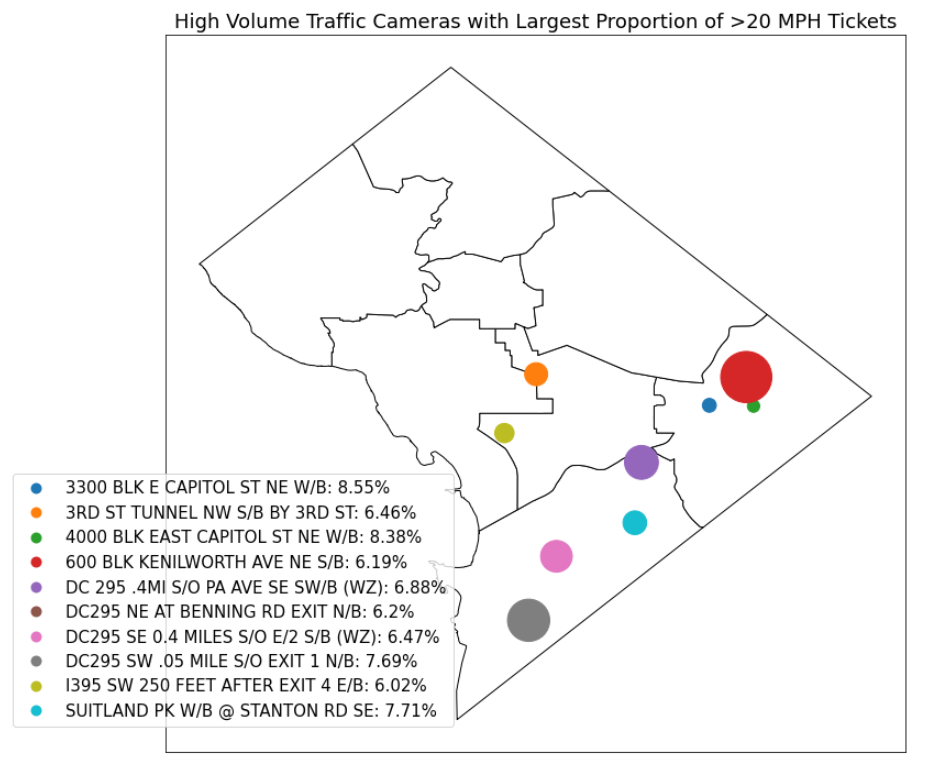 High Volume Traffic Cameras with Largest Proportion of >20 MPH Tickets
3300 BLK E CAPITOL ST NE W/B: 8.55%
3RD ST TUNNEL NW S/B BY 3RD ST: 6.46%
4000 BLK EAST CAPITOL ST NE W/B: 8.38%
600 BLK KENILWORTH AVE NE S/B: 6.19%
DC 295 .4MI S/O PA AVE SE SW/B (WZ): 6.88%
DC295 NE AT BENNING RD EXIT N/B: 6.2%
DC295 SE 0.4 MILES S/O E/2 S/B (WZ): 6.47%
DC295 SW .05 MILE S/O EXIT 1 N/B: 7.69%
I395 SW 250 FEET AFTER EXIT 4 E/B: 6.02%
SUITLAND PK W/B @ STANTON RD SE: 7.71%